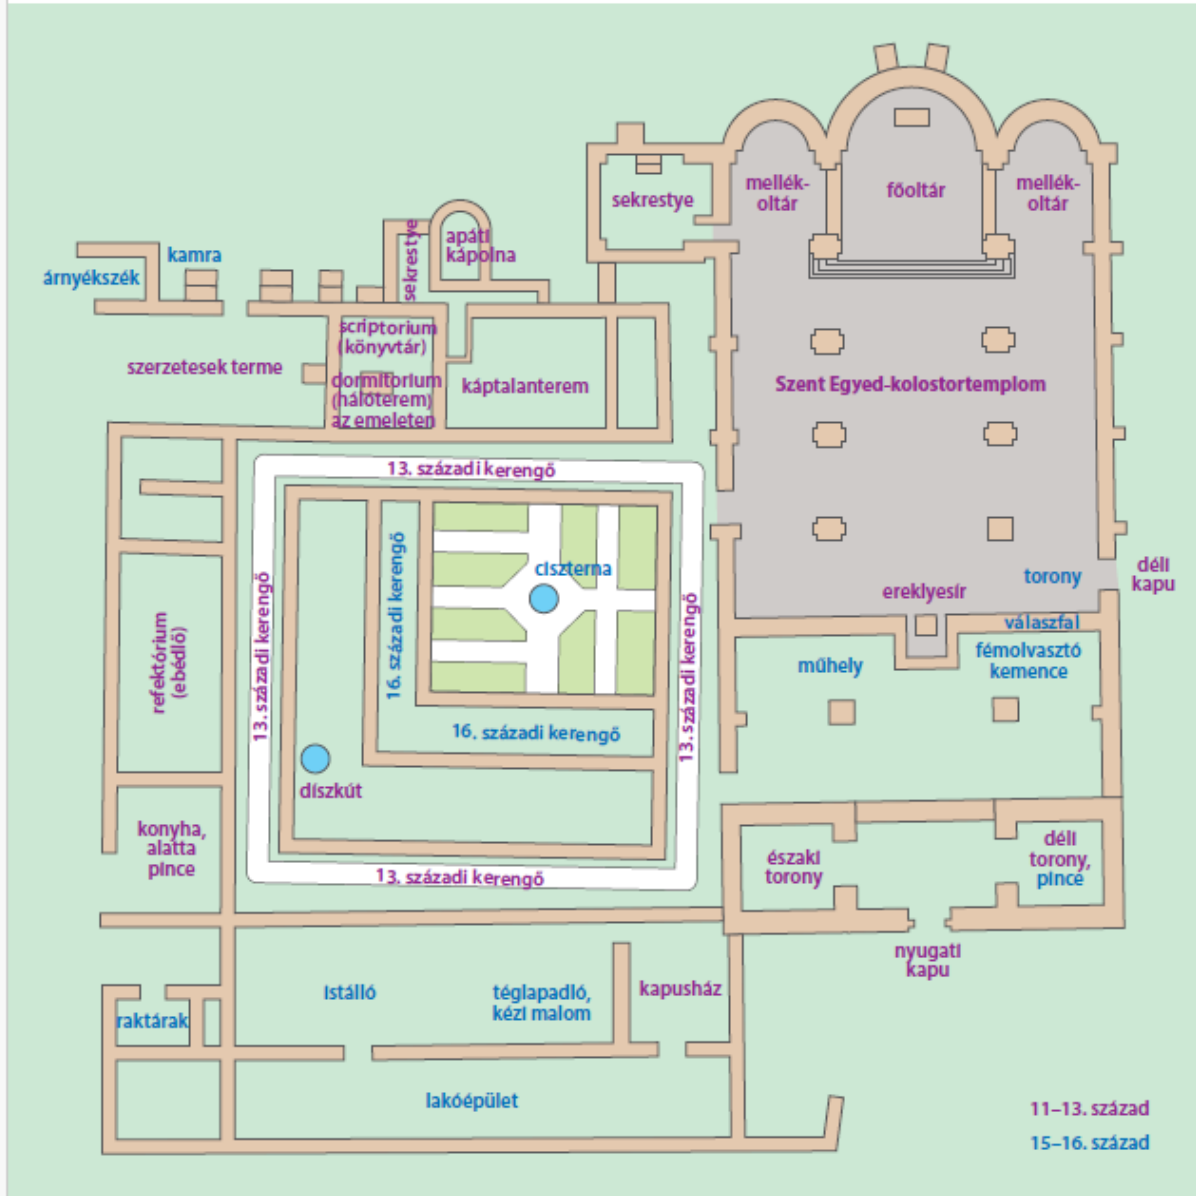 mellék-
oltár
főoltár
mellék-
oltár
sekrestye
apáti
kápolna
sekrestye
kamra
árnyékszék
scriptorium
(könyvtár)
szerzetesek terme
dormitorium
(hálóterem)
az emeleten
káptalanterem
Szent Egyed-kolostortemplom
13. századi kerengő
16. századi kerengő
ciszterna
13. századi kerengő
13. századi kerengő
torony
déli
kapu
ereklyesír
válaszfal
refektórium
(ebédlő)
műhely
fémolvasztó
kemence
16. századi kerengő
díszkút
konyha,
alatta
pince
északi
torony
déli
torony,
pince
13. századi kerengő
nyugati
kapu
istálló
téglapadló,
kézi malom
kapusház
raktárak
lakóépület
11–13. század
15–16. század